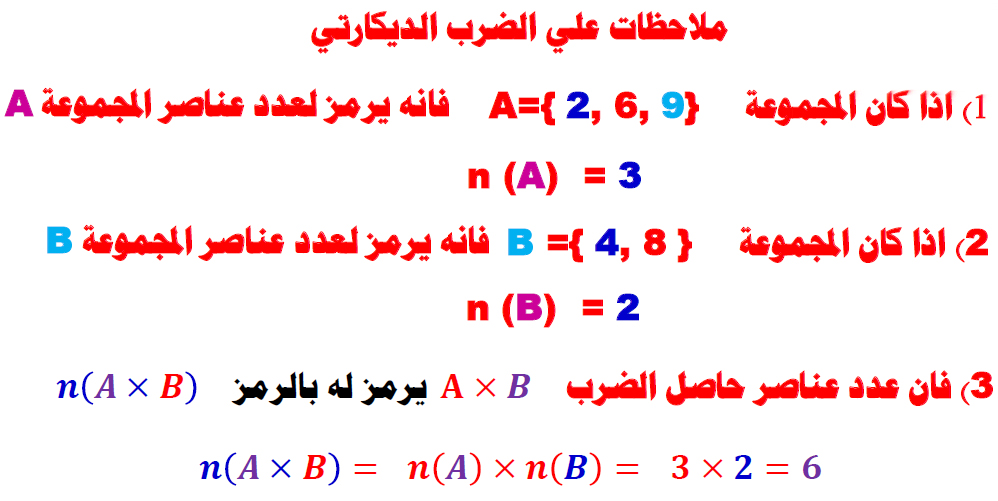 ملاحظات علي الضرب الديكارتي
1) اذا كان المجموعة A={ 2, 6, 9} فانه يرمز لعدد عناصر المجموعة A
n (A) = 3
2) اذا كان المجموعة B ={ 4, 8 } فانه يرمز لعدد عناصر المجموعة B
n (B) = 2
3) فان عدد عناصر حاصل الضرب A × B يرمز له بالرمز n(A × B)
n(A × B) = n(A) × n(B) = 3 × 2 = 6